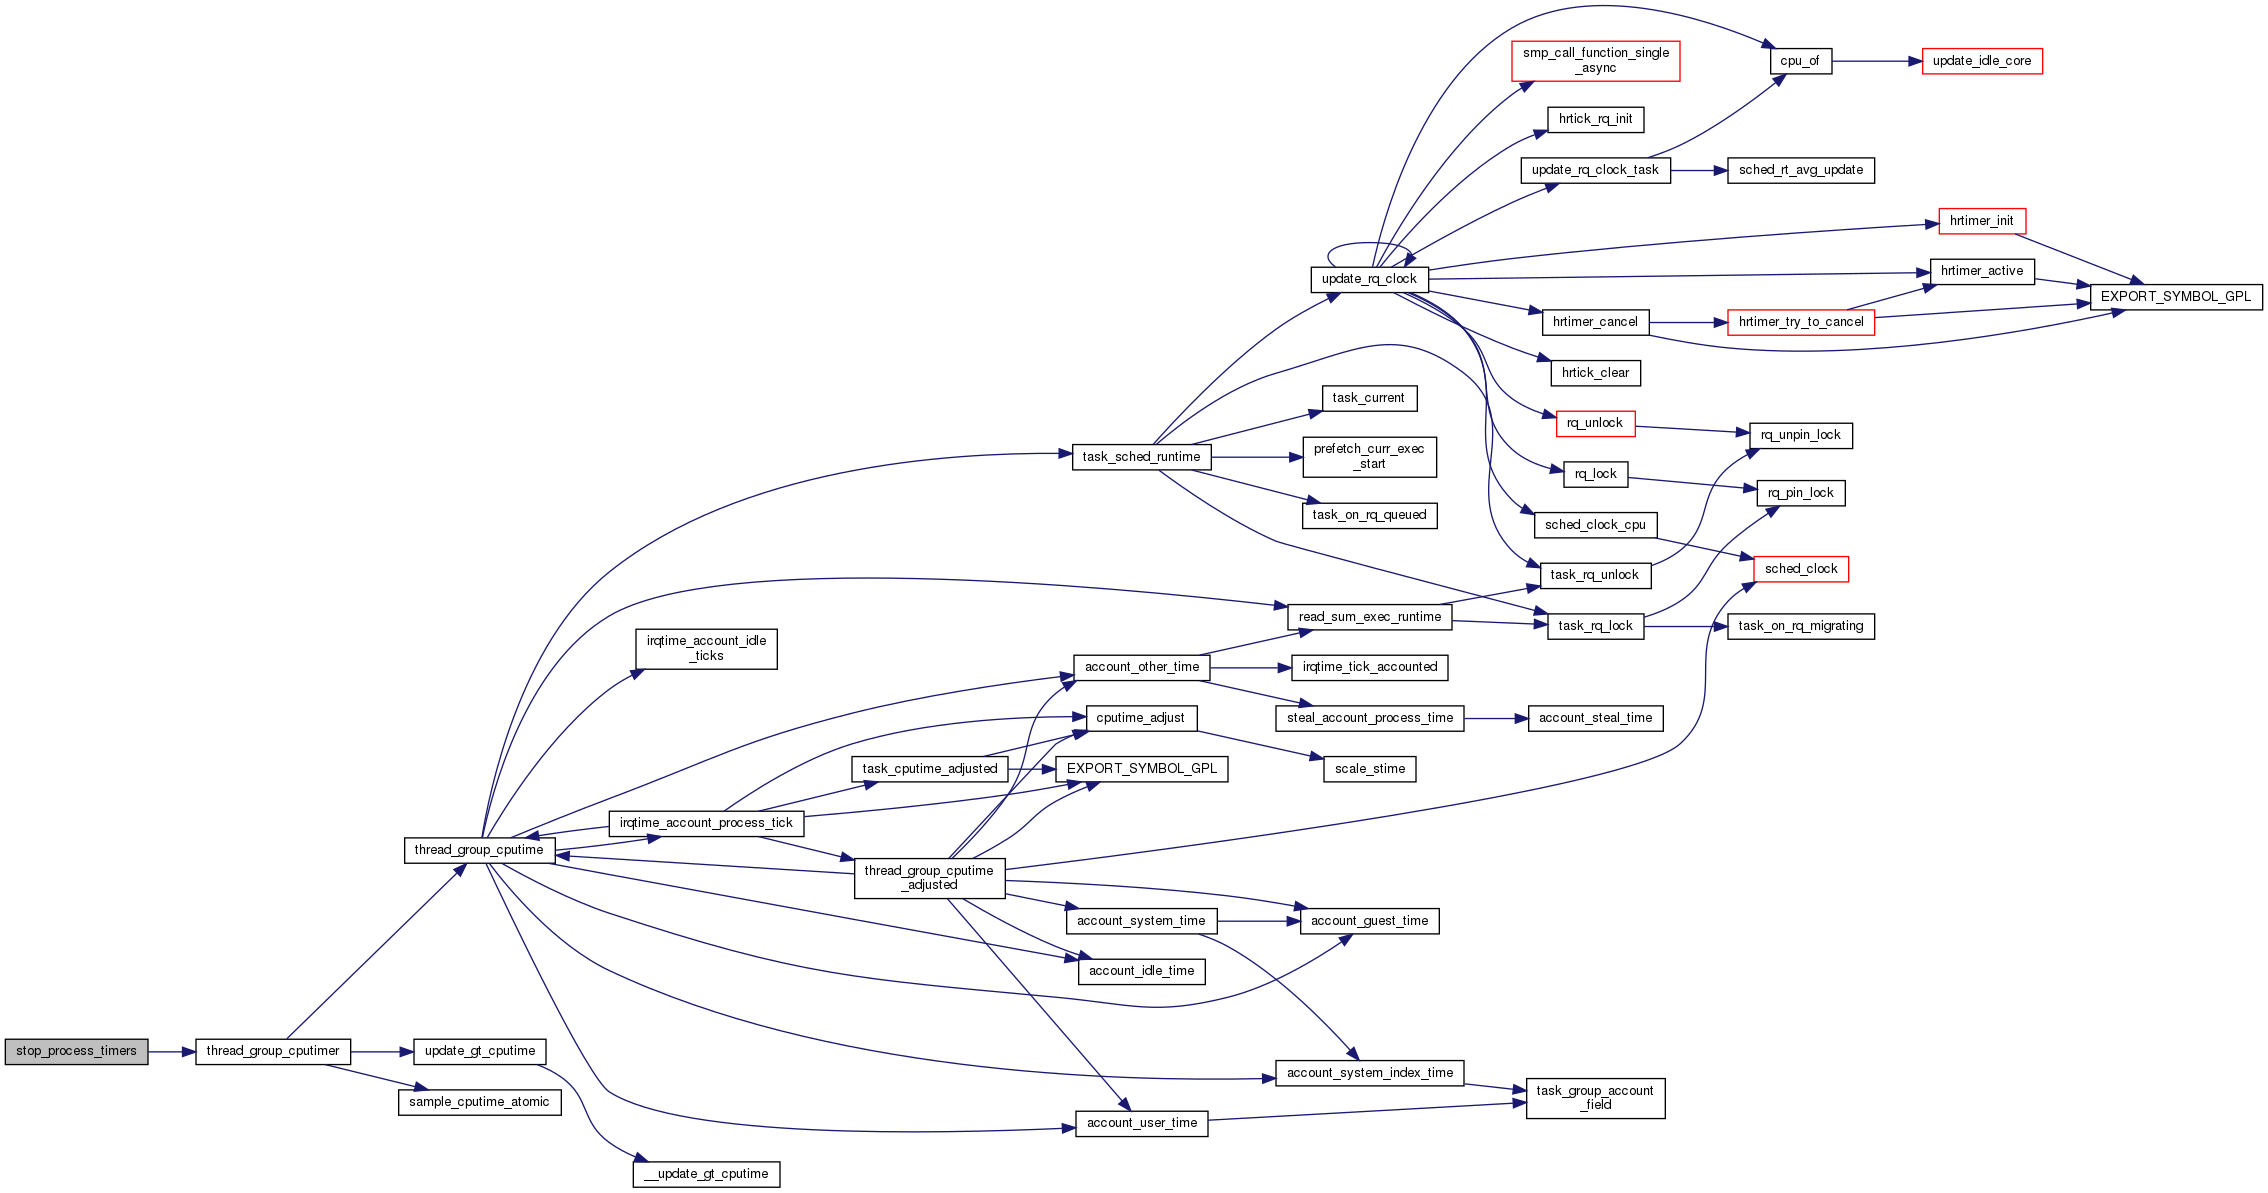 smp_call_function_single
_async
cpu_of
update_idle_core
hrtick_rq_init
update_rq_clock_task
sched_rt_avg_update
hrtimer_init
update_rq_clock
hrtimer_active
EXPORT_SYMBOL_GPL
hrtimer_cancel
hrtimer_try_to_cancel
hrtick_clear
task_current
rq_unlock
rq_unpin_lock
task_sched_runtime
prefetch_curr_exec
_start
rq_lock
rq_pin_lock
task_on_rq_queued
sched_clock_cpu
sched_clock
task_rq_unlock
read_sum_exec_runtime
task_rq_lock
task_on_rq_migrating
irqtime_account_idle
_ticks
account_other_time
irqtime_tick_accounted
cputime_adjust
steal_account_process_time
account_steal_time
task_cputime_adjusted
EXPORT_SYMBOL_GPL
scale_stime
irqtime_account_process_tick
thread_group_cputime
thread_group_cputime
_adjusted
account_system_time
account_guest_time
account_idle_time
stop_process_timers
thread_group_cputimer
update_gt_cputime
sample_cputime_atomic
account_system_index_time
task_group_account
_field
account_user_time
__update_gt_cputime